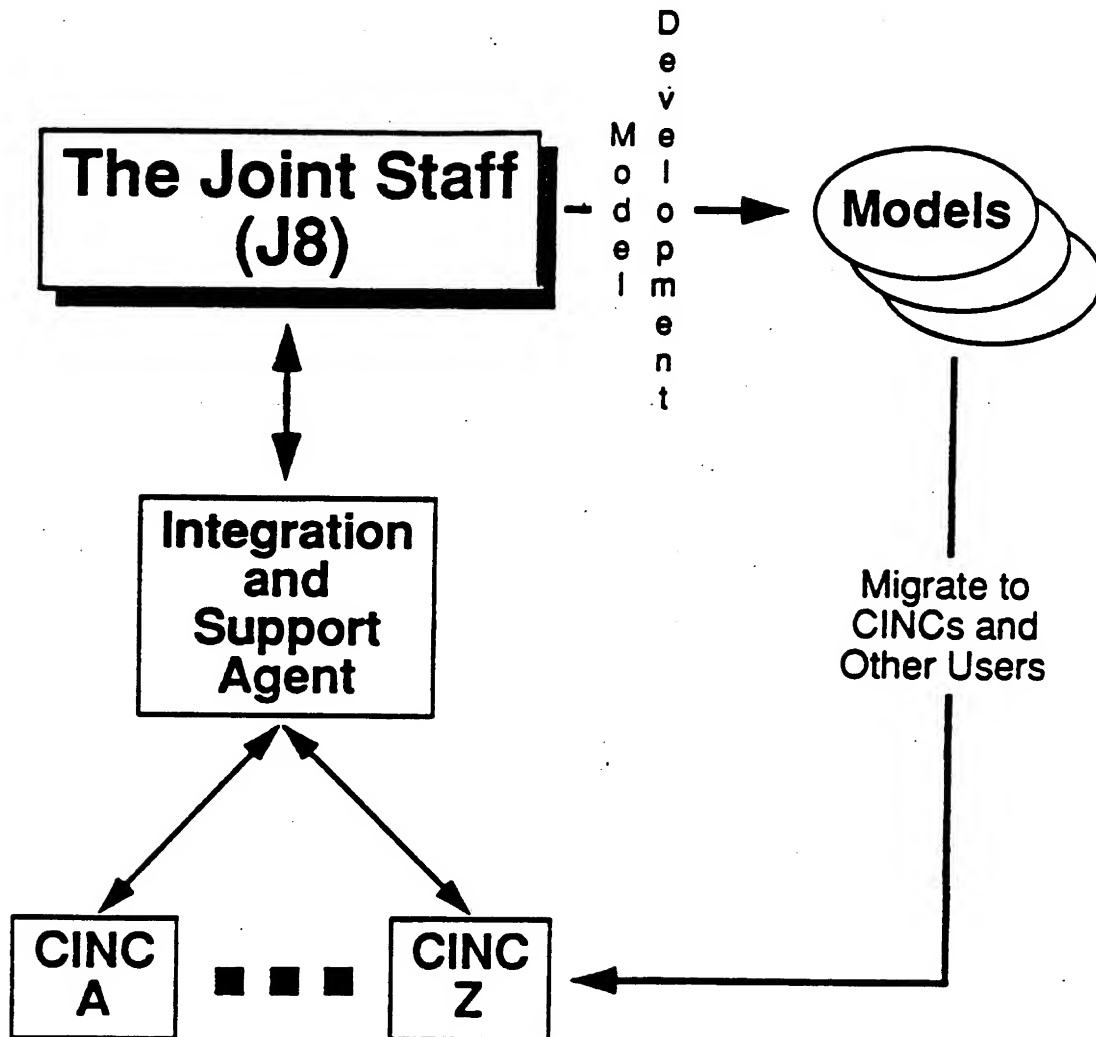 The Joint Staff
(J8)
Model
Development
Models
Integration
and
Support
Agent
Migrate to
CINCs and
Other Users
CINC
A
CINC
Z